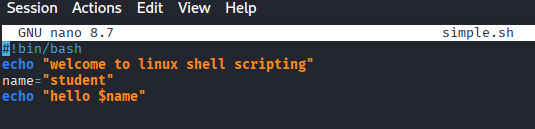 Session Actions Edit View Help
GNU nano 8.7 simple.sh
#!bin/bash
echo "welcome to linux shell scripting"
name="student"
echo "hello $name"